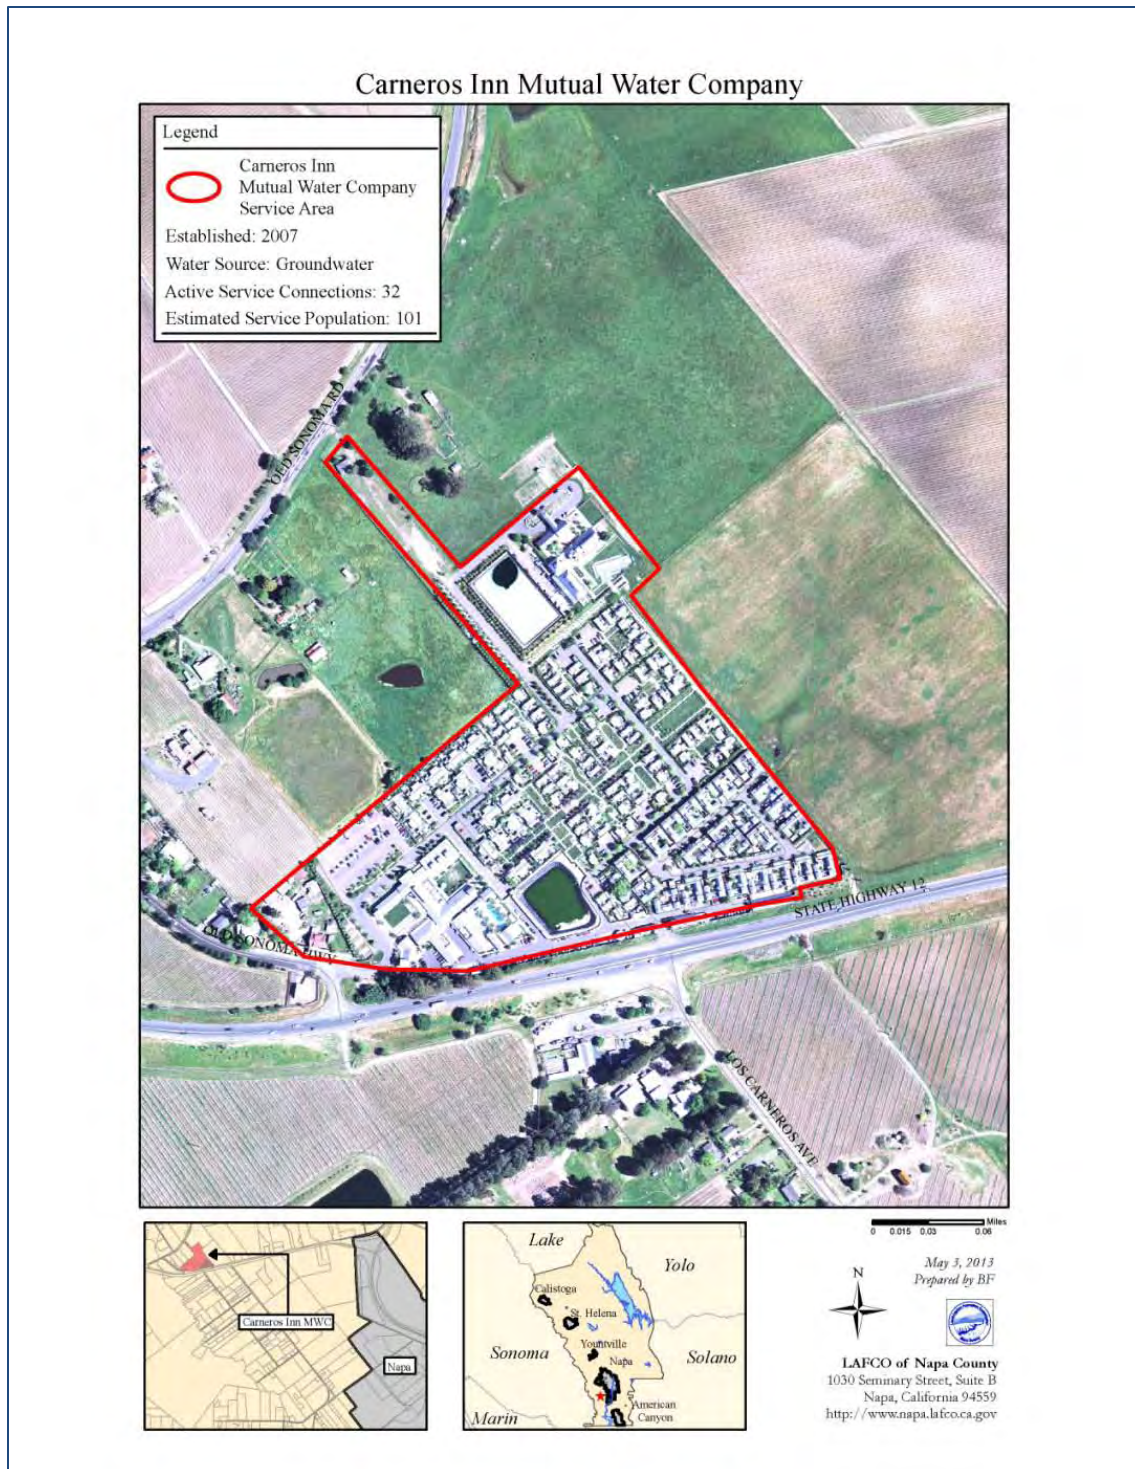 Carneros Inn Mutual Water Company
Legend
Carneros Inn
Mutual Water Company
Service Area
Established: 2007
Water Source: Groundwater
Active Service Connections: 32
Estimated Service Population: 101
OLD SONOMA RD
OLD SONOMA HWY
STATE HIGHWAY 12
LOS CARNEROS AVE
Carneros Inn MWC
Napa
Lake
Yolo
Calistoga
St. Helena
Yountville
Sonoma
Napa
Solano
American
Canyon
Marin
Miles
0 0.015 0.03 0.06
May 3, 2013
Prepared by BF
N
LAFCO of Napa County
1030 Seminary Street, Suite B
Napa, California 94559
http://www.napa.lafco.ca.gov